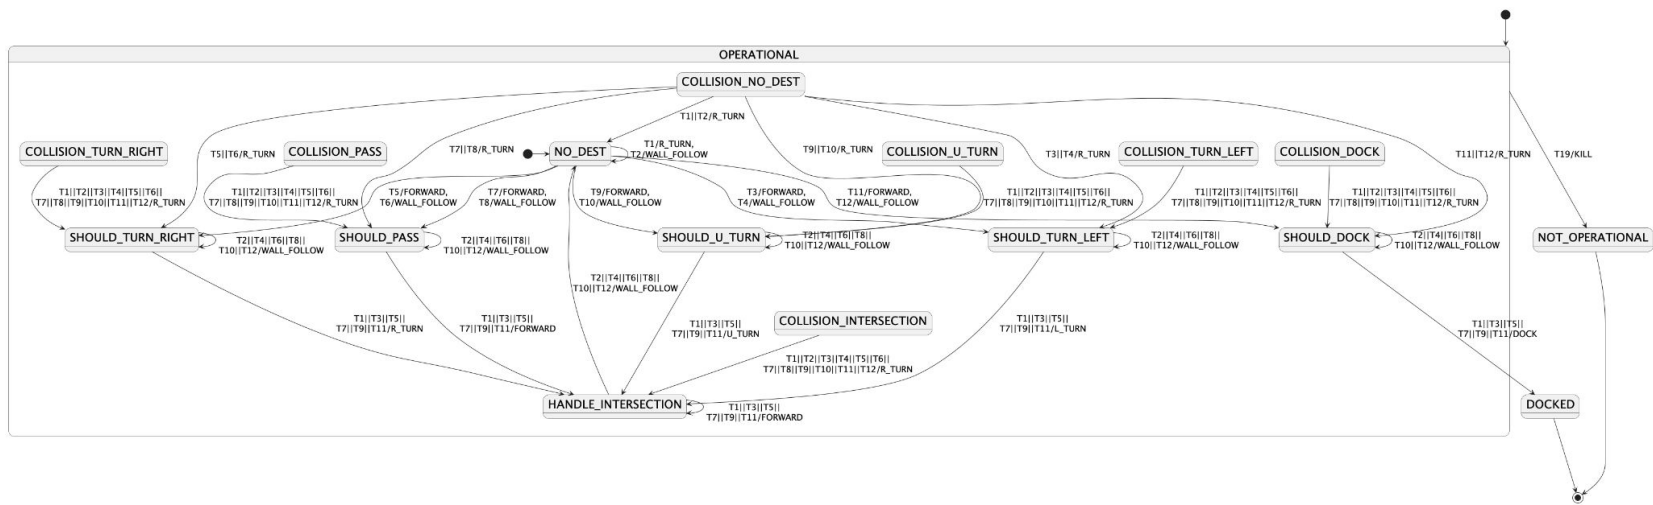 OPERATIONAL
COLLISION_NO_DEST
T1||T2/R_TURN
COLLISION_TURN_RIGHT
T5||T6/R_TURN
COLLISION_PASS
T7||T8/R_TURN
NO_DEST
T1/R_TURN,
T2/WALL_FOLLOW
T9||T10/R_TURN
COLLISION_U_TURN
T3||T4/R_TURN
COLLISION_TURN_LEFT
COLLISION_DOCK
T11||T12/R_TURN
T19/KILL
T1||T2||T3||T4||T5||T6||
T7||T8||T9||T10||T11||T12/R_TURN
T1||T2||T3||T4||T5||T6||
T7||T8||T9||T10||T11||T12/R_TURN
T5/FORWARD,
T6/WALL_FOLLOW
T7/FORWARD,
T8/WALL_FOLLOW
T9/FORWARD,
T10/WALL_FOLLOW
T3/FORWARD,
T4/WALL_FOLLOW
T11/FORWARD,
T12/WALL_FOLLOW
T1||T2||T3||T4||T5||T6||
T7||T8||T9||T10||T11||T12/R_TURN
T1||T2||T3||T4||T5||T6||
T7||T8||T9||T10||T11||T12/R_TURN
T1||T2||T3||T4||T5||T6||
T7||T8||T9||T10||T11||T12/R_TURN
SHOULD_TURN_RIGHT
T2||T4||T6||T8||
T10||T12/WALL_FOLLOW
SHOULD_PASS
T2||T4||T6||T8||
T10||T12/WALL_FOLLOW
SHOULD_U_TURN
T2||T4||T6||T8||
T10||T12/WALL_FOLLOW
SHOULD_TURN_LEFT
T2||T4||T6||T8||
T10||T12/WALL_FOLLOW
SHOULD_DOCK
T2||T4||T6||T8||
T10||T12/WALL_FOLLOW
NOT_OPERATIONAL
T2||T4||T6||T8||
T10||T12/WALL_FOLLOW
T1||T3||T5||
T7||T9||T11/R_TURN
T1||T3||T5||
T7||T9||T11/FORWARD
T1||T3||T5||
T7||T9||T11/U_TURN
COLLISION_INTERSECTION
T1||T3||T5||
T7||T9||T11/L_TURN
T1||T3||T5||
T7||T9||T11/DOCK
T1||T2||T3||T4||T5||T6||
T7||T8||T9||T10||T11||T12/R_TURN
HANDLE_INTERSECTION
T1||T3||T5||
T7||T9||T11/FORWARD
DOCKED